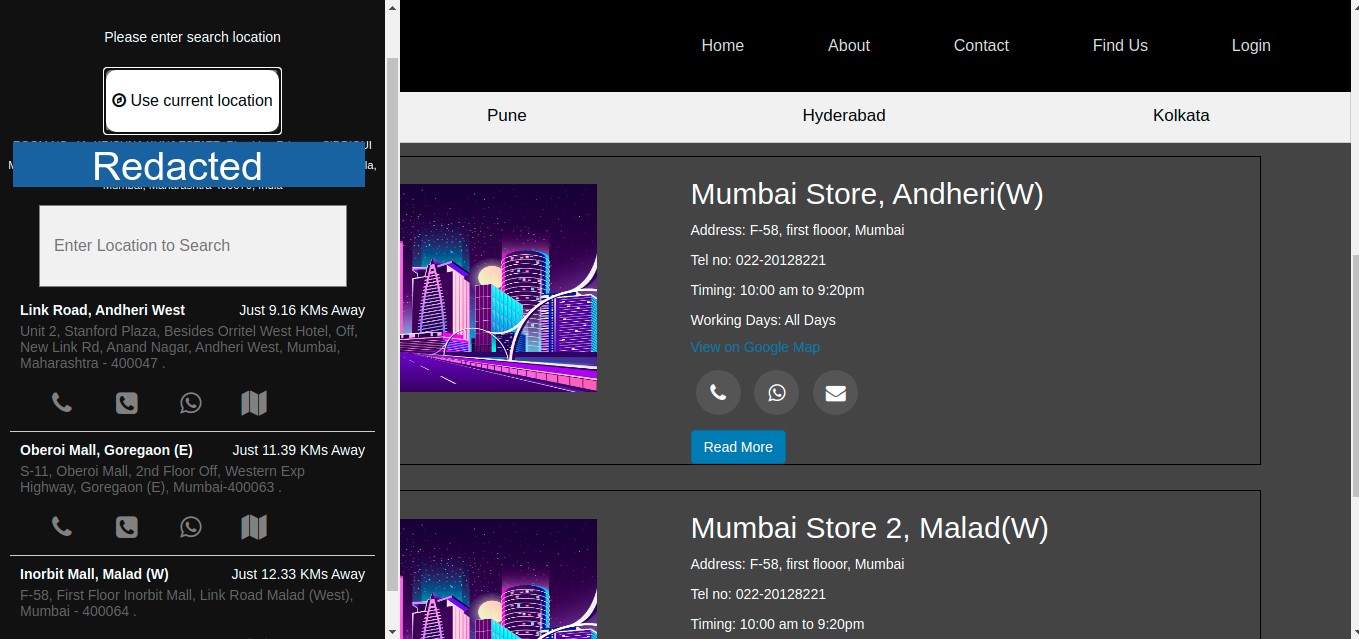 Please enter search location
Use current location
Redacted
Enter Location to Search
Link Road, Andheri West Just 9.16 KMs Away
Unit 2, Stanford Plaza, Besides Orritel West Hotel, Off,
New Link Rd, Anand Nagar, Andheri West, Mumbai,
Maharashtra - 400047 .
Oberoi Mall, Goregaon (E) Just 11.39 KMs Away
S-11, Oberoi Mall, 2nd Floor Off, Western Exp
Highway, Goregaon (E), Mumbai-400063 .
Inorbit Mall, Malad (W) Just 12.33 KMs Away
F-58, First Floor Inorbit Mall, Link Road Malad (West),
Mumbai - 400064 .
Home About Contact Find Us Login
Pune Hyderabad Kolkata
Mumbai Store, Andheri(W)
Address: F-58, first flooor, Mumbai
Tel no: 022-20128221
Timing: 10:00 am to 9:20pm
Working Days: All Days
View on Google Map
Read More
Mumbai Store 2, Malad(W)
Address: F-58, first flooor, Mumbai
Tel no: 022-20128221
Timing: 10:00 am to 9:20pm